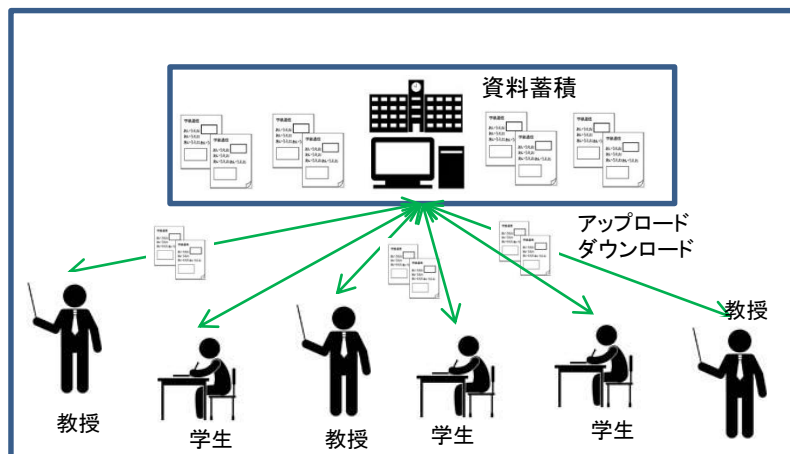 資料蓄積
アップロード
ダウンロード
教授
教授
学生
教授
学生
学生